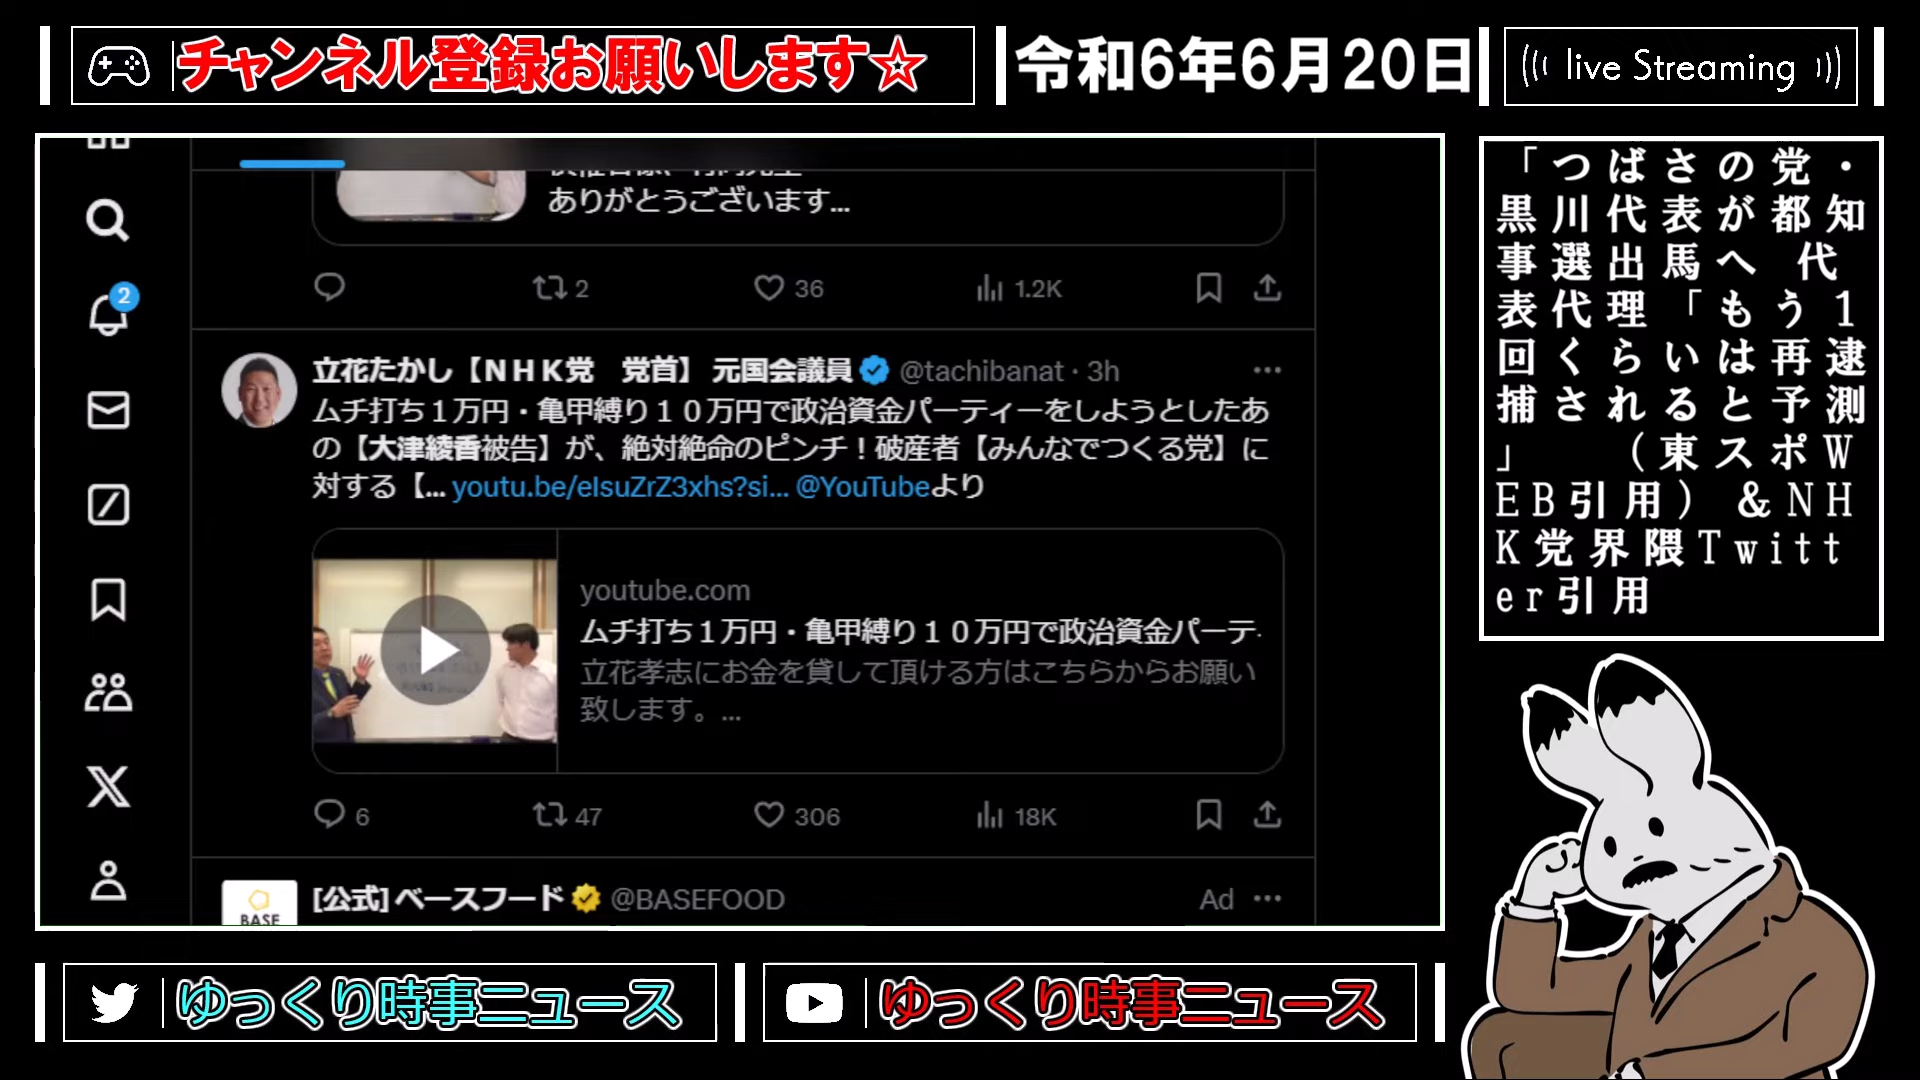 チャンネル登録お願いします☆
令和6年6月20日
live Streaming
ありがとうございます...
2
36
1.2K
2
立花たかし【NHK党　党首】 元国会議員 @tachibanat · 3h
ムチ打ち１万円・亀甲縛り１０万円で政治資金パーティーをしようとしたあ
の【大津綾香被告】が、絶対絶命のピンチ！破産者【みんなでつくる党】に
対する【... youtu.be/eIsuZrZ3xhs?si... @YouTubeより
youtube.com
ムチ打ち１万円・亀甲縛り１０万円で政治資金パーテ
立花孝志にお金を貸して頂ける方はこちらからお願い
致します。...
6
47
306
18K
[公式] ベースフード @BASEFOOD
Ad
BASE
「つばさの党・
黒川代表が都知
事選出馬へ 代
表代理「もう１
回くらいは再逮
捕されると予測
」　（東スポW
EB引用）&NH
K党界隈Twitt
er引用
ゆっくり時事ニュース
ゆっくり時事ニュース